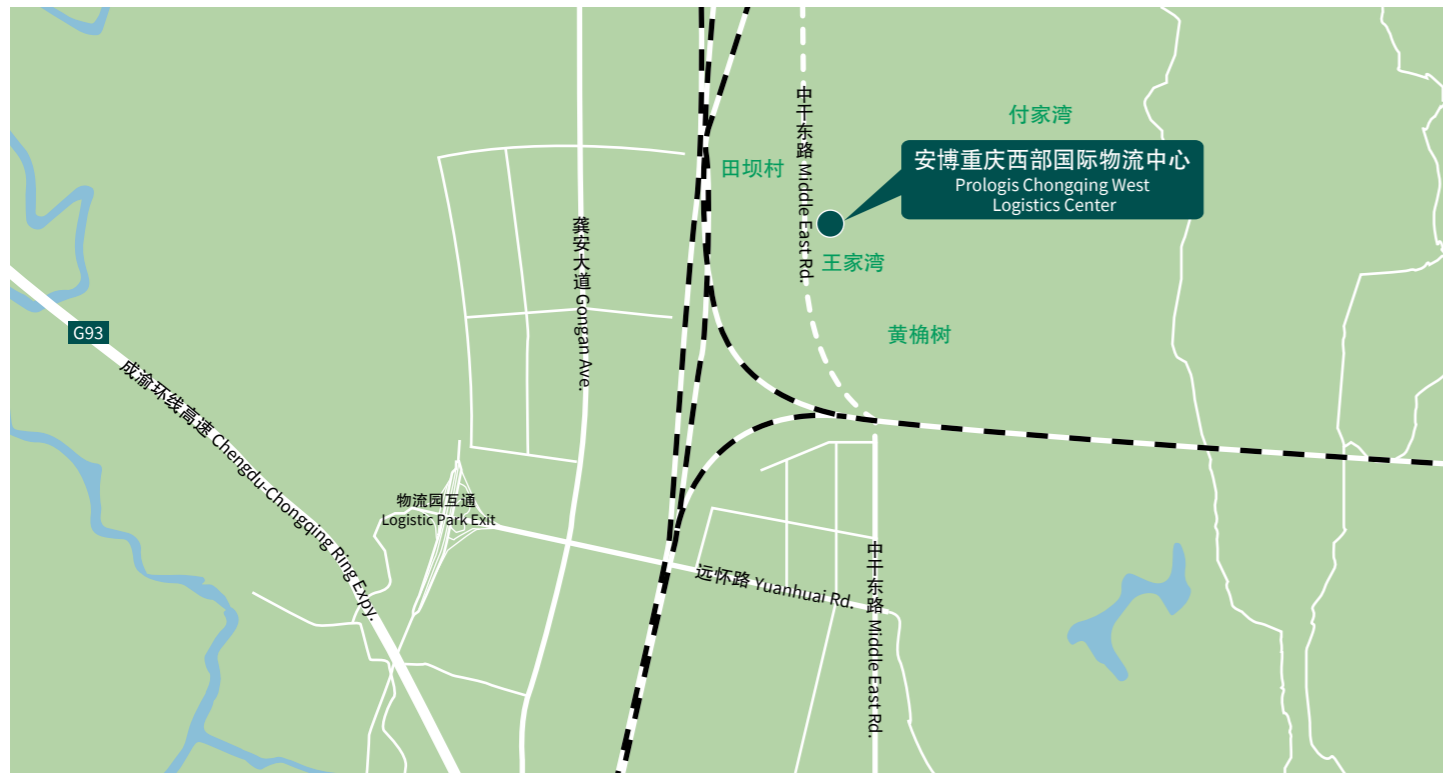 付家湾
安博重庆西部国际物流中心
Prologis Chongqing West
Logistics Center
田坝村
中干东路 Middle East Rd.
王家湾
龚安大道 Gongan Ave.
黄桷树
G93
成渝环线高速 Chengdu-Chongqing Ring Expy.
物流园互通
Logistic Park Exit
远怀路 Yuanhuai Rd.
中干东路 Middle East Rd.